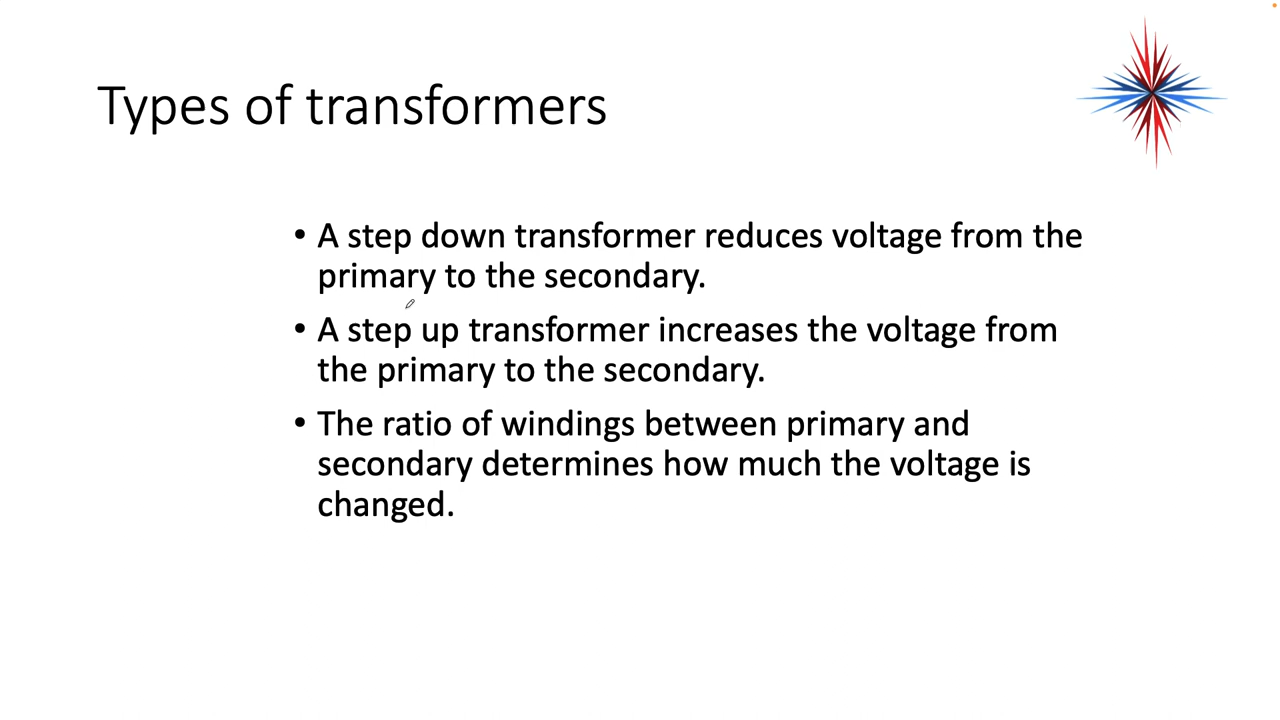 Types of transformers
• A step down transformer reduces voltage from the
primary to the secondary.
• A step up transformer increases the voltage from
the primary to the secondary.
• The ratio of windings between primary and
secondary determines how much the voltage is
changed.